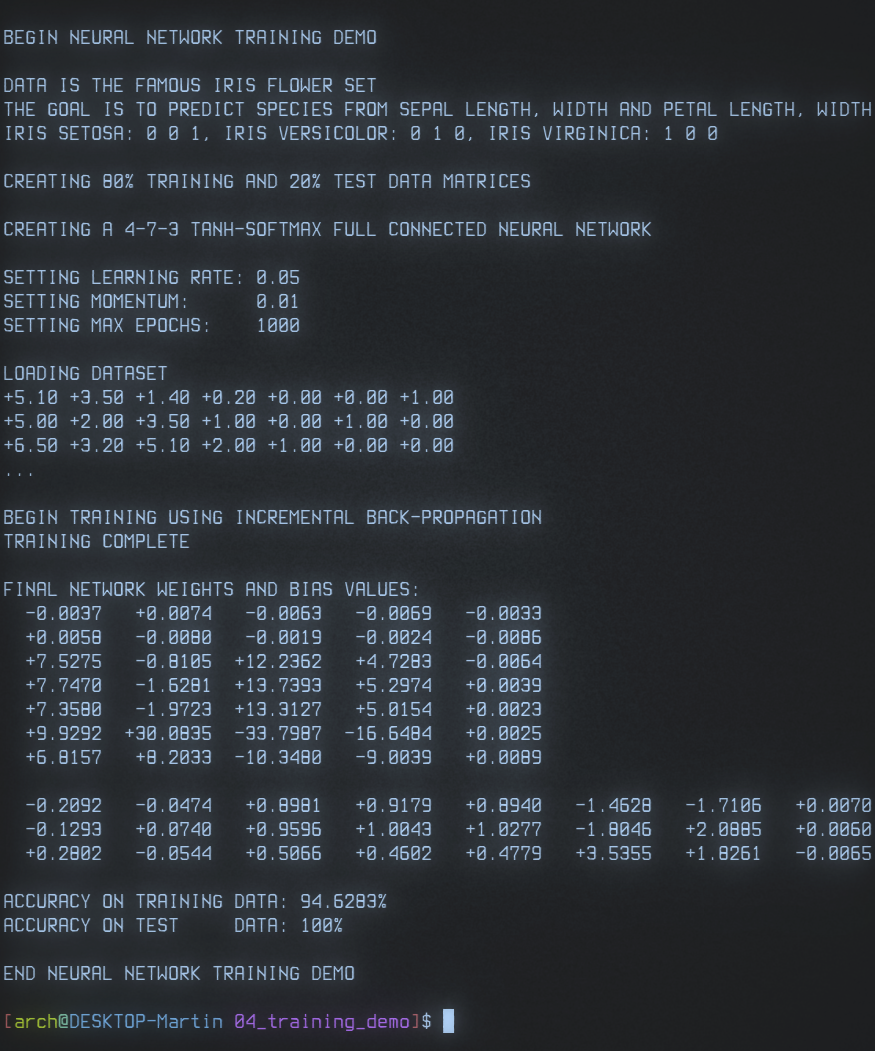 BEGIN NEURAL NETWORK TRAINING DEMO
DATA IS THE FAMOUS IRIS FLOWER SET
THE GOAL IS TO PREDICT SPECIES FROM SEPAL LENGTH, WIDTH AND PETAL LENGTH, WIDTH
IRIS SETOSA: 0 0 1, IRIS VERSICOLOR: 0 1 0, IRIS VIRGINICA: 1 0 0
CREATING 80% TRAINING AND 20% TEST DATA MATRICES
CREATING A 4-7-3 TANH-SOFTMAX FULL CONNECTED NEURAL NETWORK
SETTING LEARNING RATE: 0.05
SETTING MOMENTUM:      0.01
SETTING MAX EPOCHS:    1000
LOADING DATASET
+5.10 +3.50 +1.40 +0.20 +0.00 +0.00 +1.00
+5.00 +2.00 +3.50 +1.00 +0.00 +1.00 +0.00
+6.50 +3.20 +5.10 +2.00 +1.00 +0.00 +0.00
...
BEGIN TRAINING USING INCREMENTAL BACK-PROPAGATION
TRAINING COMPLETE
FINAL NETWORK WEIGHTS AND BIAS VALUES:
-0.0037   +0.0074   -0.0063   -0.0069   -0.0033
+0.0058   -0.0080   -0.0019   -0.0024   -0.0086
+7.5275   -0.8105  +12.2362   +4.7283   -0.0064
+7.7470   -1.6281  +13.7393   +5.2974   +0.0039
+7.3580   -1.9723  +13.3127   +5.0154   +0.0023
+9.9292  +30.0835  -33.7987  -16.6484   +0.0025
+6.8157   +8.2033  -10.3480   -9.0039   +0.0089
-0.2092   -0.0474   +0.8981   +0.9179   +0.8940   -1.4628   -1.7106   +0.0070
-0.1293   +0.0740   +0.9596   +1.0043   +1.0277   -1.8046   +2.0885   +0.0060
+0.2802   -0.0544   +0.5066   +0.4602   +0.4779   +3.5355   +1.8261   -0.0065
ACCURACY ON TRAINING DATA: 94.6283%
ACCURACY ON TEST     DATA: 100%
END NEURAL NETWORK TRAINING DEMO
[arch@DESKTOP-Martin 04_training_demo]$